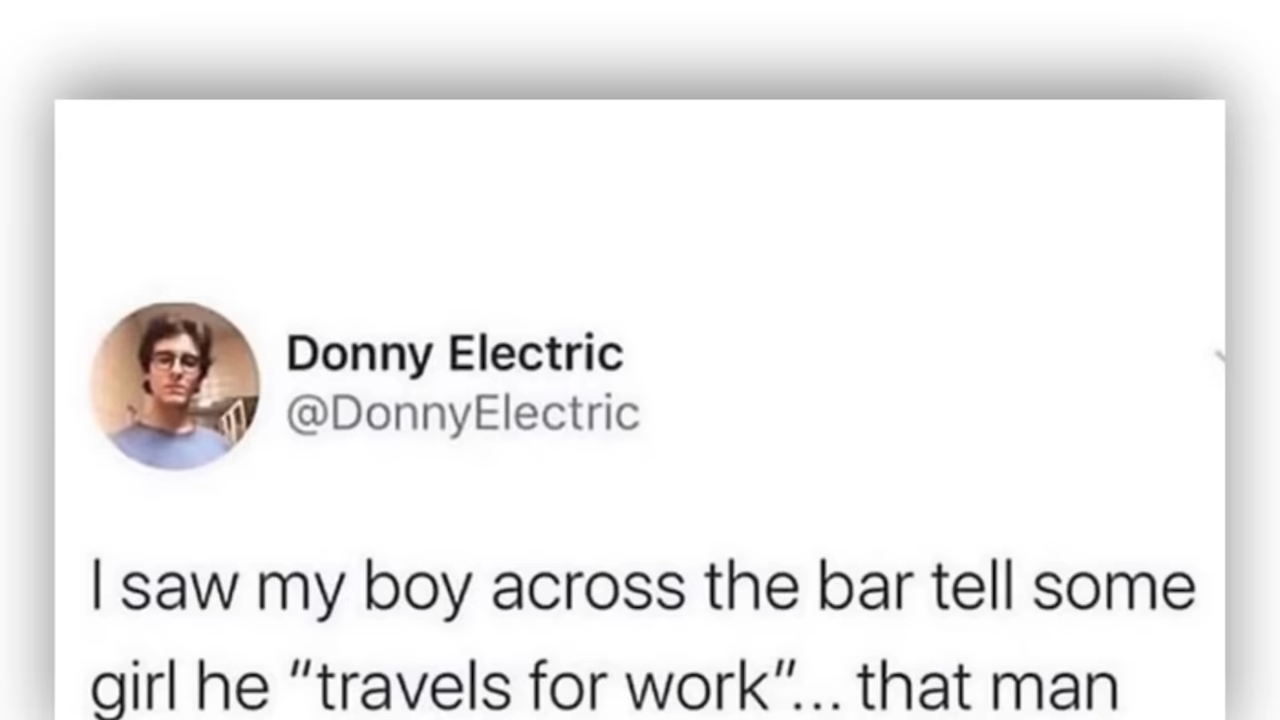 Donny Electric
@DonnyElectric
I saw my boy across the bar tell some
girl he “travels for work”... that man